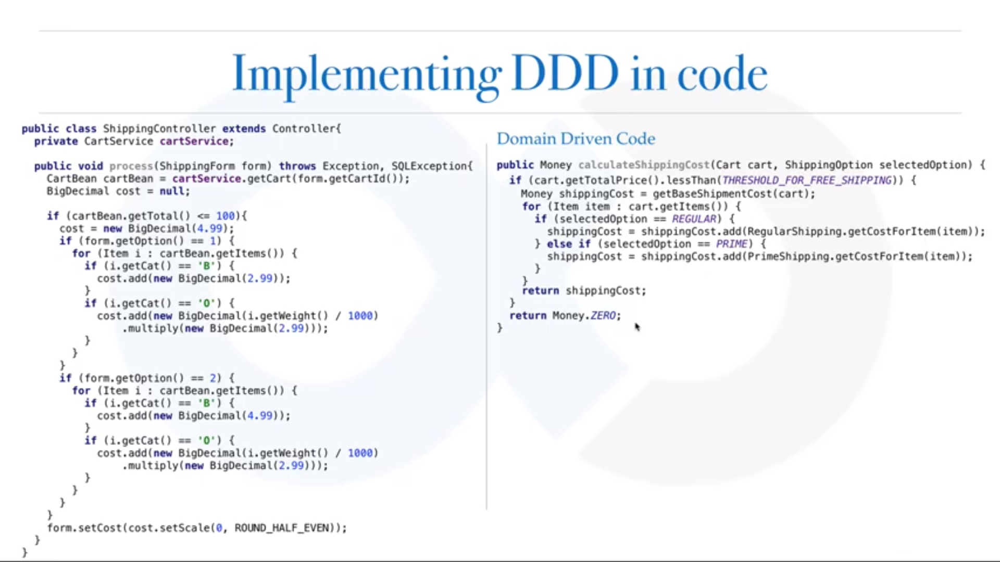 Implementing DDD in code
public class ShippingController extends Controller{
private CartService cartService;
public void process(ShippingForm form) throws Exception, SQLException{
CartBean cartBean = cartService.getCart(form.getCartId());
BigDecimal cost = null;
if (cartBean.getTotal() <= 100){
cost = new BigDecimal(4.99);
if (form.getOption() == 1) {
for (Item i : cartBean.getItems()) {
if (i.getCat() == 'B') {
cost.add(new BigDecimal(2.99));
}
if (i.getCat() == 'O') {
cost.add(new BigDecimal(i.getWeight() / 1000)
.multiply(new BigDecimal(2.99)));
}
}
}
if (form.getOption() == 2) {
for (Item i : cartBean.getItems()) {
if (i.getCat() == 'B') {
cost.add(new BigDecimal(4.99));
}
if (i.getCat() == 'O') {
cost.add(new BigDecimal(i.getWeight() / 1000)
.multiply(new BigDecimal(2.99)));
}
}
}
}
form.setCost(cost.setScale(0, ROUND_HALF_EVEN));
}
}
Domain Driven Code
public Money calculateShippingCost(Cart cart, ShippingOption selectedOption) {
if (cart.getTotalPrice().lessThan(THRESHOLD_FOR_FREE_SHIPPING)) {
Money shippingCost = getBaseShipmentCost(cart);
for (Item item : cart.getItems()) {
if (selectedOption == REGULAR) {
shippingCost = shippingCost.add(RegularShipping.getCostForItem(item));
} else if (selectedOption == PRIME) {
shippingCost = shippingCost.add(PrimeShipping.getCostForItem(item));
}
}
return shippingCost;
}
return Money.ZERO;
}